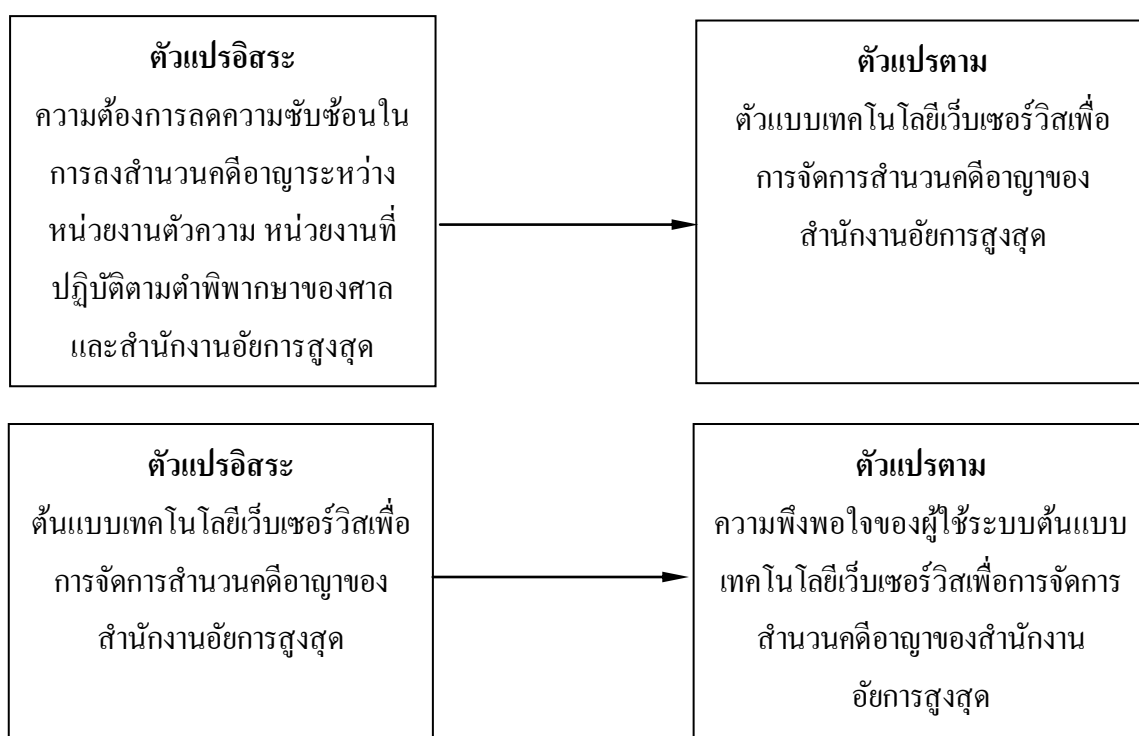 ตัวแปรอิสระ
ความต้องการลดความซับซ้อนใน
การลงสำนวนคดีอาญาระหว่าง
หน่วยงานตัวความ หน่วยงานที่
ปฏิบัติตามตำพิพากษาของศาล
และสำนักงานอัยการสูงสุด
ตัวแปรตาม
ตัวแบบเทคโนโลยีเว็บเซอร์วิสเพื่อ
การจัดการสำนวนคดีอาญาของ
สำนักงานอัยการสูงสุด
ตัวแปรอิสระ
ต้นแบบเทคโนโลยีเว็บเซอร์วิสเพื่อ
การจัดการสำนวนคดีอาญาของ
สำนักงานอัยการสูงสุด
ตัวแปรตาม
ความพึงพอใจของผู้ใช้ระบบต้นแบบ
เทคโนโลยีเว็บเซอร์วิสเพื่อการจัดการ
สำนวนคดีอาญาของสำนักงาน
อัยการสูงสุด